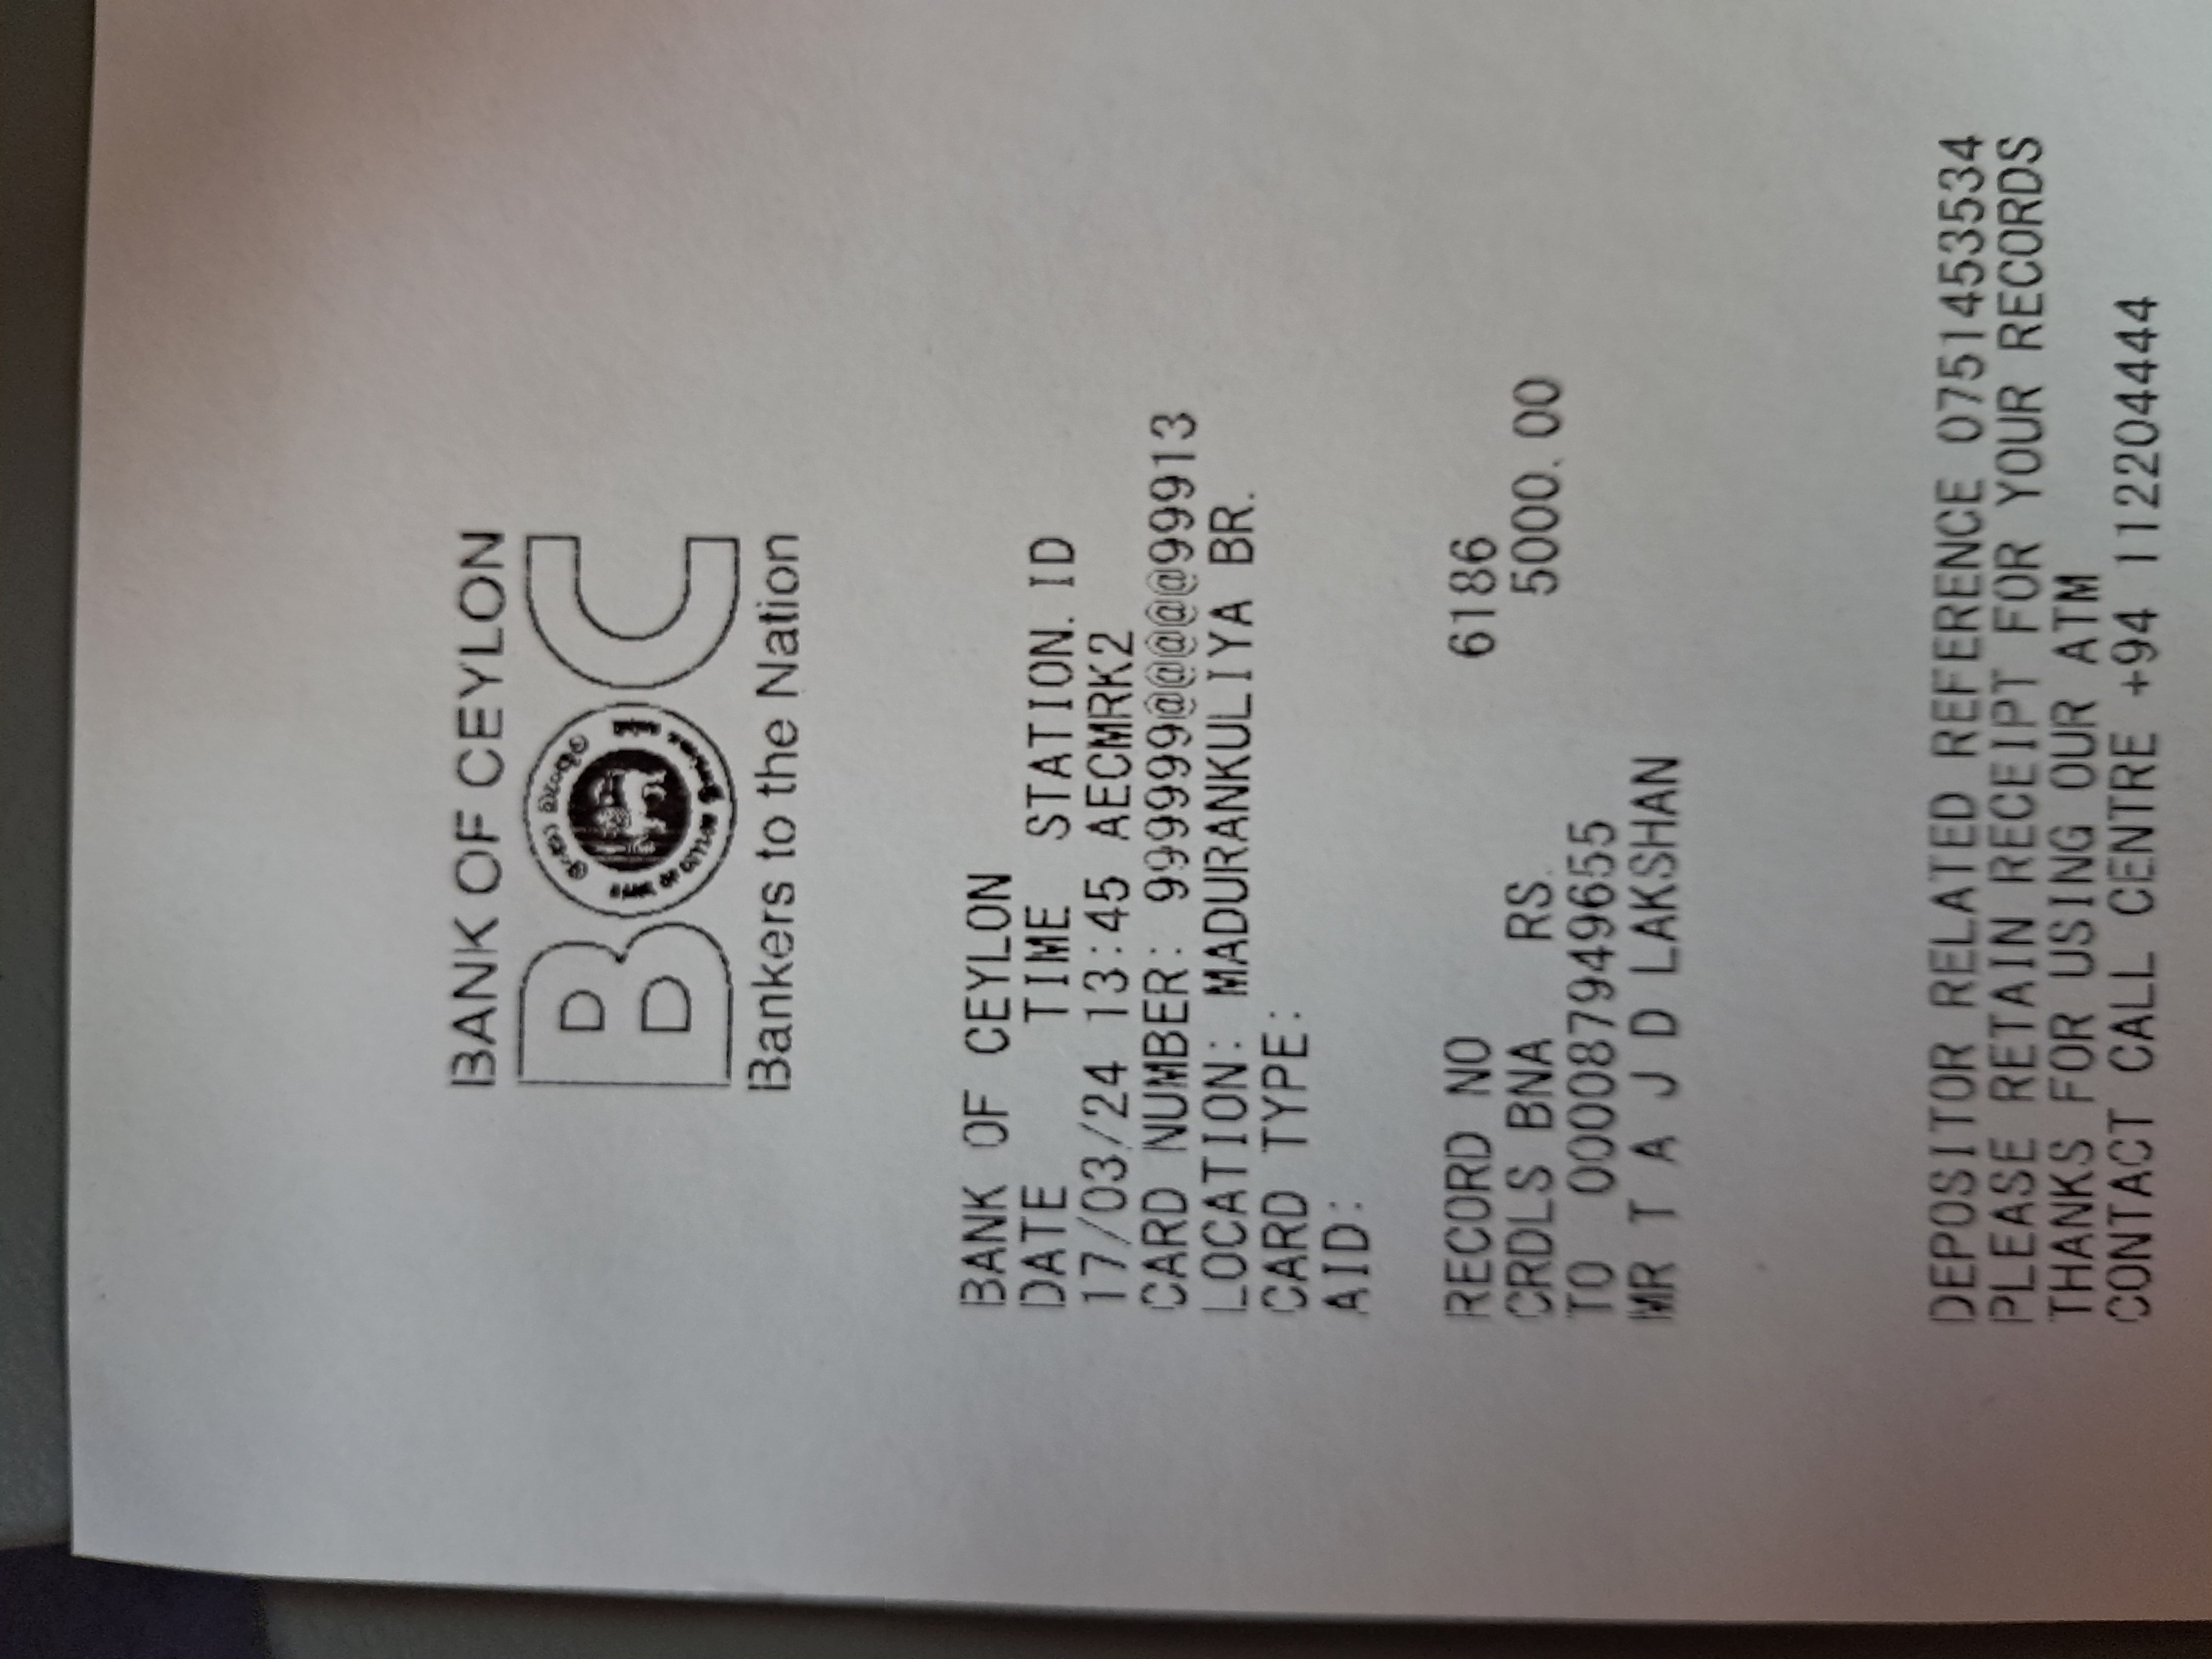 BANK OF CEYLON
BOC
Bankers to the Nation
BANK OF CEYLON
DATE TIME STATION. ID
17/03/24 13:45 AECMRK2
CARD NUMBER: 999999@@@@@@99913
LOCATION: MADURANKULIYA BR.
CARD TYPE:
AID:
RECORD NO 6186
CRDLS BNA RS. 5000.00
TO 000087949655
MR T A J D LAKSHAN
DEPOSITOR RELATED REFERENCE 0751453534
PLEASE RETAIN RECEIPT FOR YOUR RECORDS
THANKS FOR USING OUR ATM
CONTACT CALL CENTRE +94 112204444